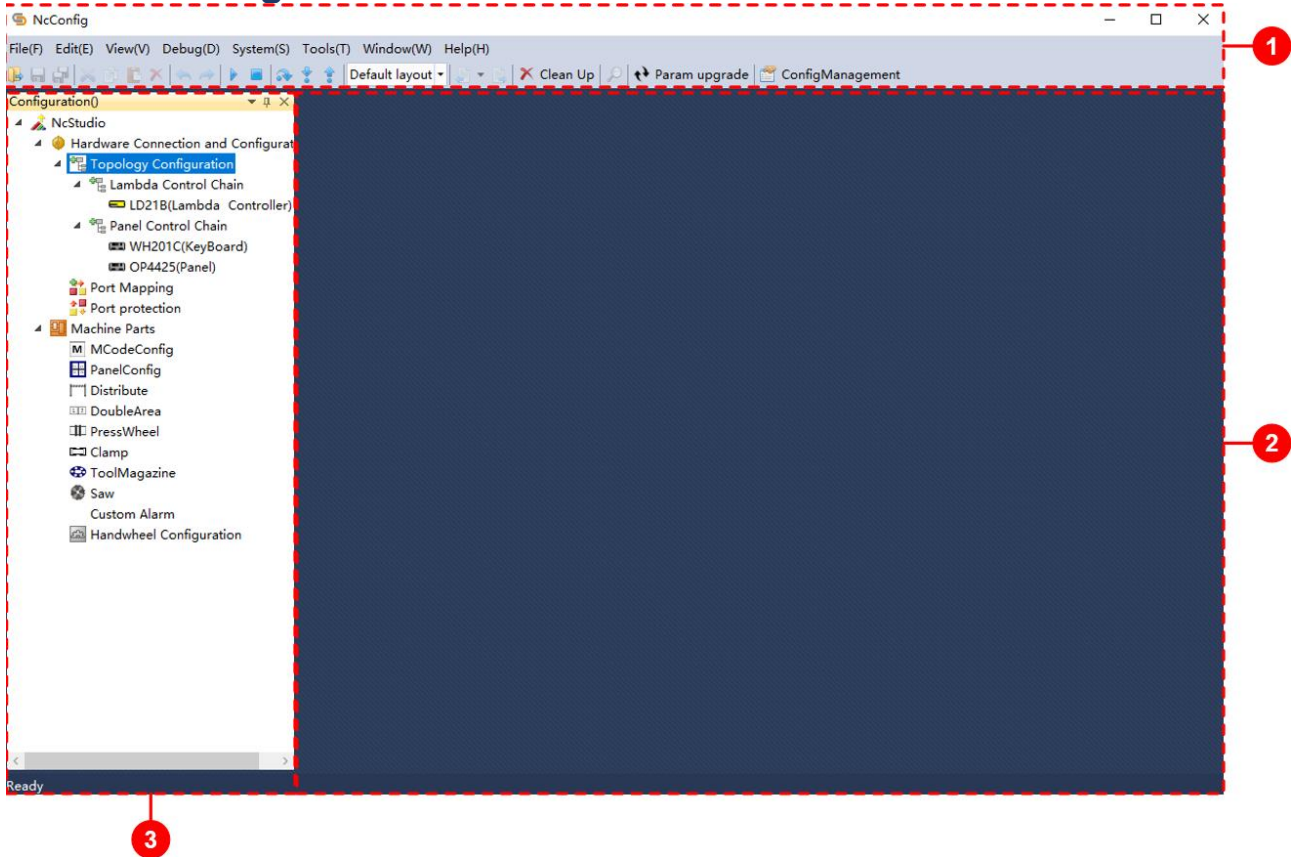 NcConfig
File(F) Edit(E) View(V) Debug(D) System(S) Tools(T) Window(W) Help(H)
Default layout Clean Up Param upgrade ConfigManagement
1
Configuration()
NcStudio
Hardware Connection and Configurat
Topology Configuration
Lambda Control Chain
LD21B(Lambda Controller)
Panel Control Chain
WH201C(KeyBoard)
OP4425(Panel)
Port Mapping
Port protection
Machine Parts
M MCodeConfig
PanelConfig
Distribute
DoubleArea
PressWheel
Clamp
ToolMagazine
Saw
Custom Alarm
Handwheel Configuration
2
Ready
3